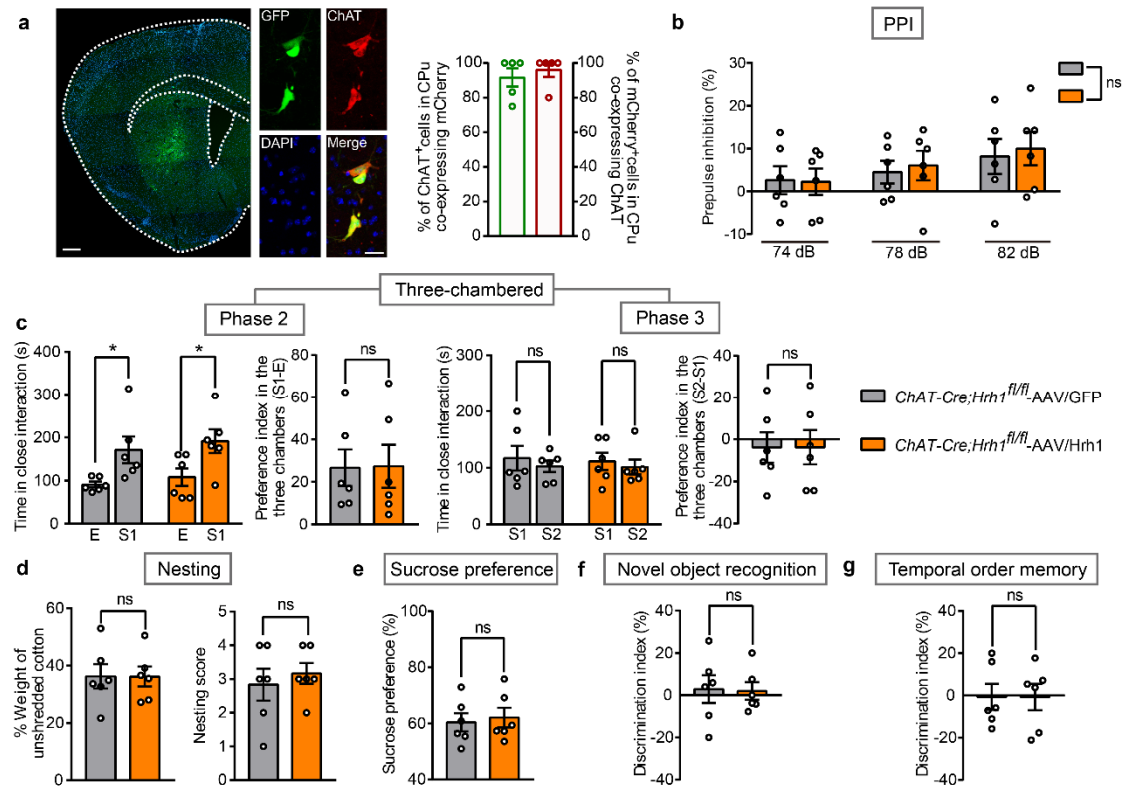 a
GFP
ChAT
DAPI
Merge
% of ChAT⁺cells in CPu
co-expressing mCherry
100
80
60
40
20
0
100
80
60
40
20
0
% of mCherry⁺cells in CPu
co-expressing ChAT
b
PPI
Prepulse inhibition (%)
30
20
10
0
-10
74 dB
78 dB
82 dB
ns
Three-chambered
Phase 2
Phase 3
c
Time in close interaction (s)
400
300
200
100
0
*
*
E
S1
E
S1
Preference index in the
three chambers (S1-E)
80
60
40
20
0
ns
Time in close interaction (s)
300
200
100
0
ns
ns
S1
S2
S1
S2
Preference index in the
three chambers (S2-S1)
40
20
0
-20
-40
ns
ChAT-Cre;Hrh1fl/fl-AAV/GFP
ChAT-Cre;Hrh1fl/fl-AAV/Hrh1
d
Nesting
% Weight of
unshredded cotton
60
40
20
0
ns
Nesting score
5
4
3
2
1
0
ns
e
Sucrose preference
Sucrose preference (%)
100
80
60
40
ns
f
Novel object recognition
Discrimination index (%)
40
20
0
-20
-40
ns
g
Temporal order memory
Discrimination index (%)
40
20
0
-20
-40
ns